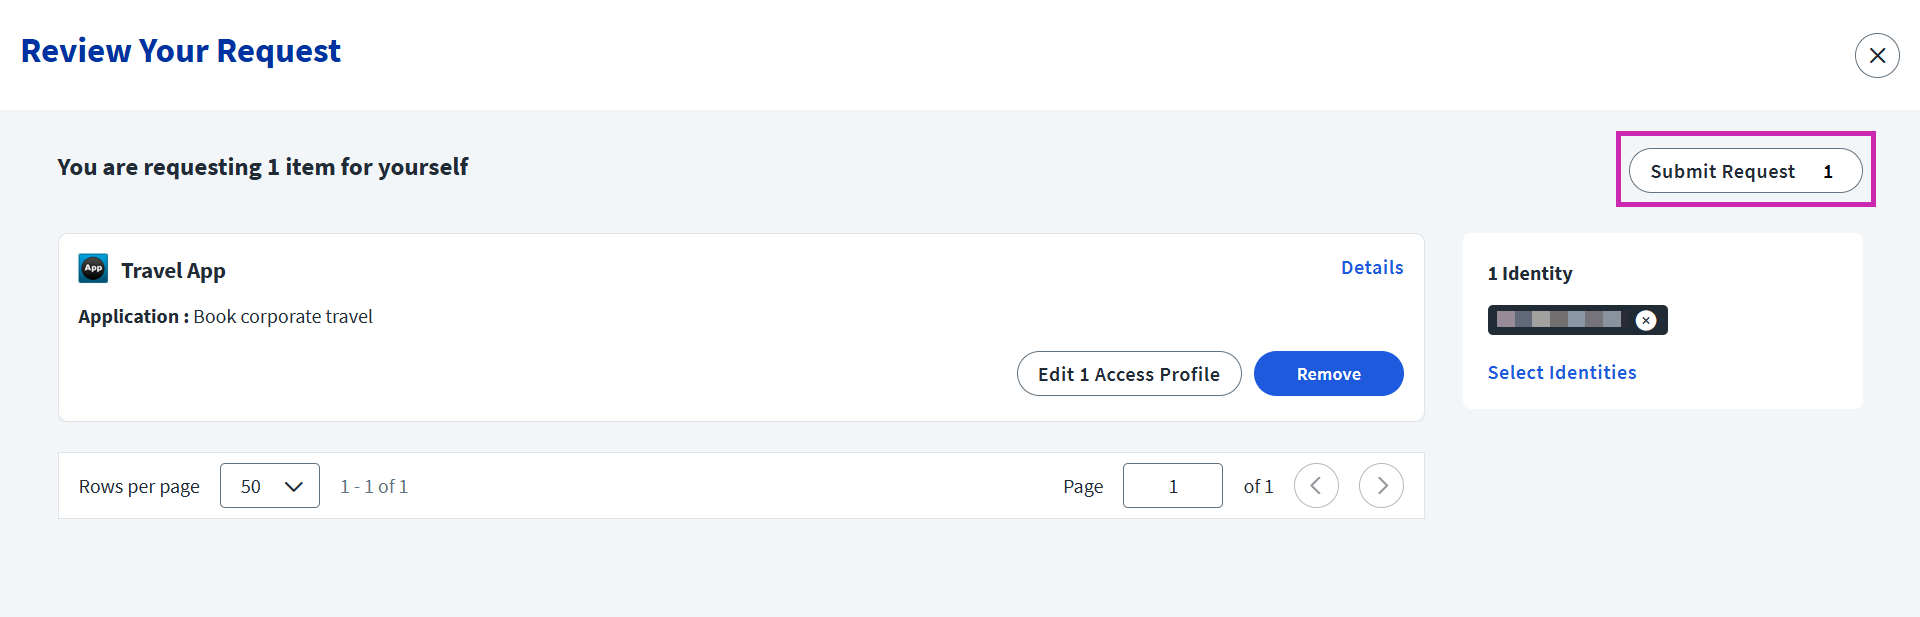 Review Your Request
You are requesting 1 item for yourself
Submit Request 1
App
Travel App
Details
Application : Book corporate travel
Edit 1 Access Profile
Remove
1 Identity
Select Identities
Rows per page 50 1 - 1 of 1
Page 1 of 1